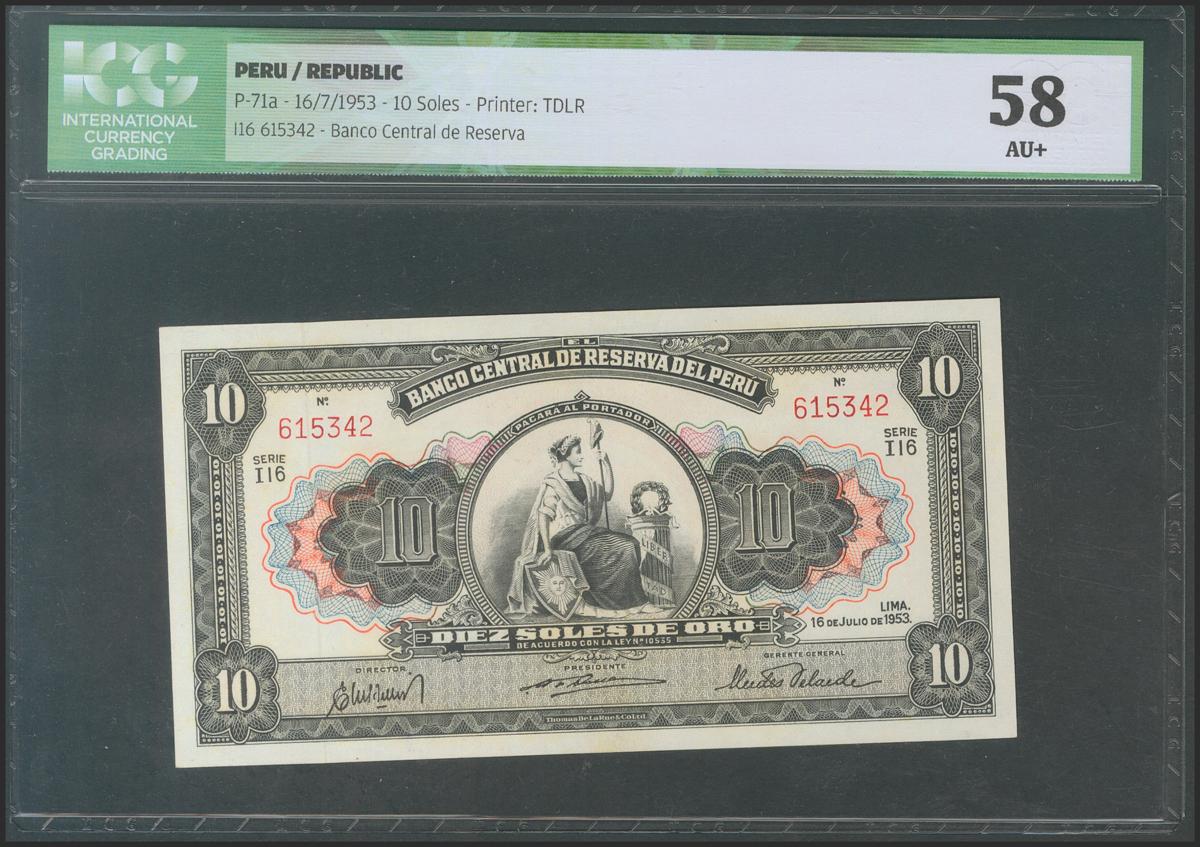 ICG
INTERNATIONAL
CURRENCY
GRADING
PERU / REPUBLIC
P-71a - 16/7/1953 - 10 Soles - Printer: TDLR
I16 615342 - Banco Central de Reserva
58
AU+
EL
BANCO CENTRAL DE RESERVA DEL PERÚ
PAGARA AL PORTADOR
10
10
Nº
615342
Nº
615342
SERIE
I16
SERIE
I16
10
10
LIBER
LIMA.
16 DE JULIO DE 1953.
DIEZ SOLES DE ORO
DE ACUERDO CON LA LEY Nº 10535
10
10
DIRECTOR
PRESIDENTE
GERENTE GENERAL
Thomas De La Rue & Co Ltd